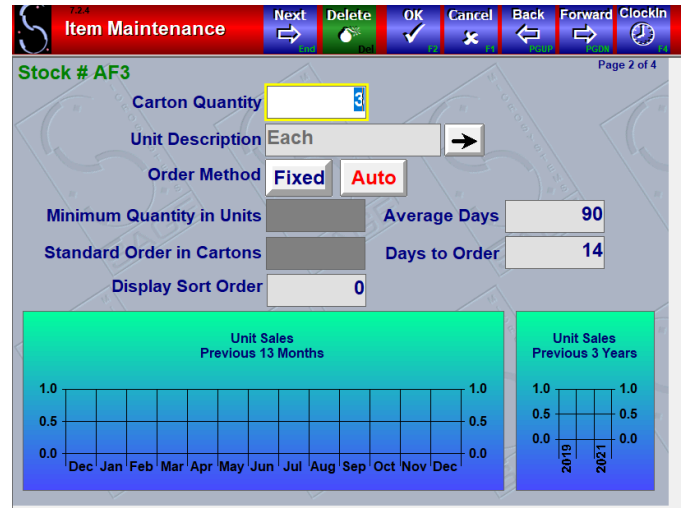 7.2.4
Item Maintenance
Next
End
Delete
Del
OK
F2
Cancel
F1
Back
PGUP
Forward
PGDN
ClockIn
F4
Stock # AF3
Page 2 of 4
Carton Quantity 3
Unit Description Each
Order Method Fixed Auto
Minimum Quantity in Units
Average Days 90
Standard Order in Cartons
Days to Order 14
Display Sort Order 0
Unit Sales
Previous 13 Months
1.0 1.0
0.5 0.5
0.0 0.0
Dec Jan Feb Mar Apr May Jun Jul Aug Sep Oct Nov Dec
Unit Sales
Previous 3 Years
1.0 1.0
0.5 0.5
0.0 0.0
2019 2021